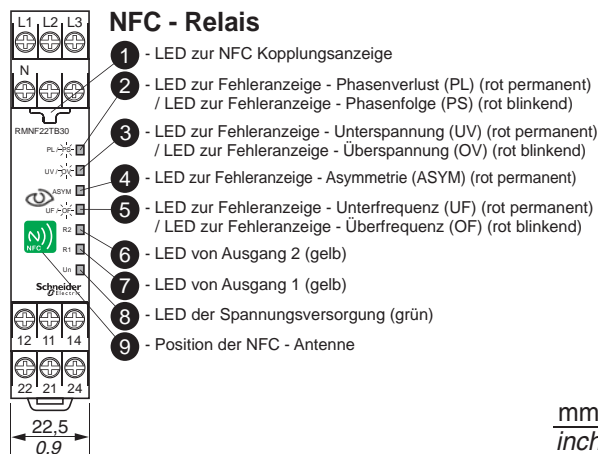 NFC - Relais
L1 L2 L3
N
RMNF22TB30
PL / PS
UV / OV
ASYM
UF / OF
R2
R1
Un
NFC
Schneider
Electric
12 11 14
22 21 24
22,5
0.9
1 - LED zur NFC Kopplungsanzeige
2 - LED zur Fehleranzeige - Phasenverlust (PL) (rot permanent)
/ LED zur Fehleranzeige - Phasenfolge (PS) (rot blinkend)
3 - LED zur Fehleranzeige - Unterspannung (UV) (rot permanent)
/ LED zur Fehleranzeige - Überspannung (OV) (rot blinkend)
4 - LED zur Fehleranzeige - Asymmetrie (ASYM) (rot permanent)
5 - LED zur Fehleranzeige - Unterfrequenz (UF) (rot permanent)
/ LED zur Fehleranzeige - Überfrequenz (OF) (rot blinkend)
6 - LED von Ausgang 2 (gelb)
7 - LED von Ausgang 1 (gelb)
8 - LED der Spannungsversorgung (grün)
9 - Position der NFC - Antenne
mm
inch